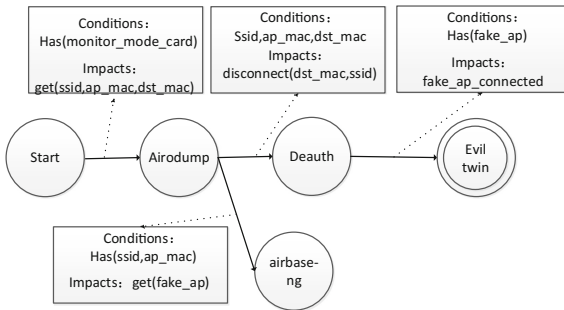 Conditions：
Has(monitor_mode_card)
Impacts:
get(ssid,ap_mac,dst_mac)
Conditions：
Ssid,ap_mac,dst_mac
Impacts:
disconnect(dst_mac,ssid)
Conditions：
Has(fake_ap)
Impacts:
fake_ap_connected
Start
Airodump
Deauth
Evil
twin
Conditions：
Has(ssid,ap_mac)
Impacts: get(fake_ap)
airbase-
ng